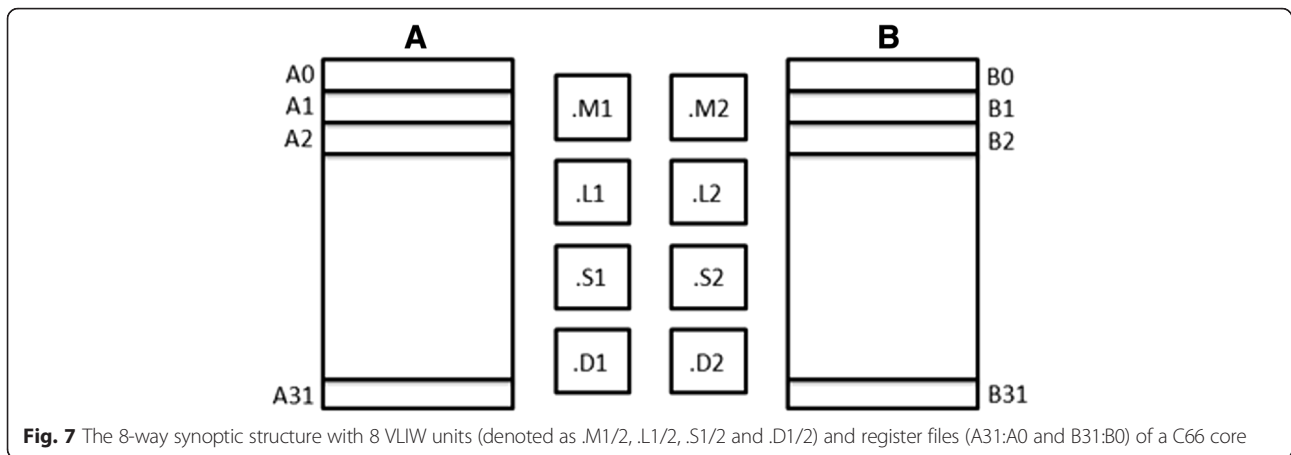 A B
A0 B0
A1 .M1 .M2 B1
A2 B2
.L1 .L2
.S1 .S2
.D1 .D2
A31 B31
Fig. 7 The 8-way synoptic structure with 8 VLIW units (denoted as .M1/2, .L1/2, .S1/2 and .D1/2) and register files (A31:A0 and B31:B0) of a C66 core